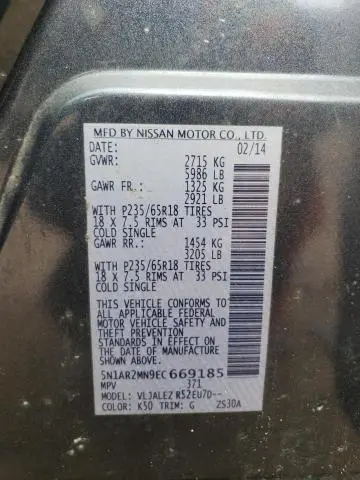 MFD BY NISSAN MOTOR CO., LTD.
DATE: 02/14
GVWR: 2715 KG
5986 LB
GAWR FR.: 1325 KG
2921 LB
WITH P235/65R18 TIRES
18 X 7.5 RIMS AT 33 PSI
COLD SINGLE
GAWR RR.: 1454 KG
3205 LB
WITH P235/65R18 TIRES
18 X 7.5 RIMS AT 33 PSI
COLD SINGLE
THIS VEHICLE CONFORMS TO
ALL APPLICABLE FEDERAL
MOTOR VEHICLE SAFETY AND
THEFT PREVENTION
STANDARDS IN EFFECT ON
THE DATE OF MANUFACTURE
SHOWN ABOVE.
5N1AR2MN9EC669185
MPV 371
MODEL: VLJALEZ R52EU7D--
COLOR: K50 TRIM: G ZS30A